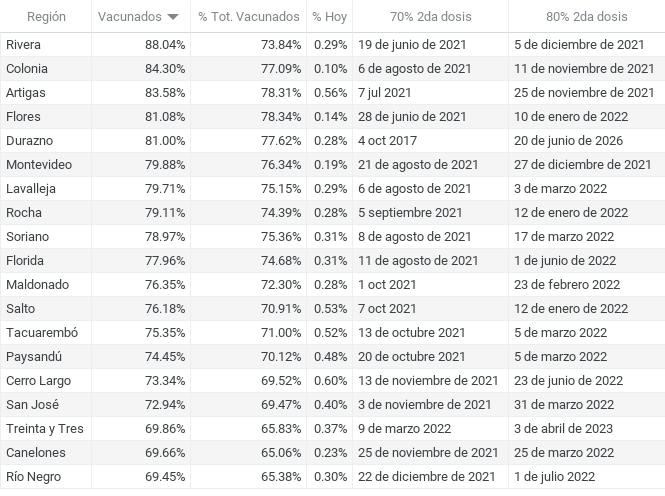 Región Vacunados % Tot. Vacunados % Hoy 70% 2da dosis 80% 2da dosis
Rivera 88.04% 73.84% 0.29% 19 de junio de 2021 5 de diciembre de 2021
Colonia 84.30% 77.09% 0.10% 6 de agosto de 2021 11 de noviembre de 2021
Artigas 83.58% 78.31% 0.56% 7 jul 2021 25 de noviembre de 2021
Flores 81.08% 78.34% 0.14% 28 de junio de 2021 10 de enero de 2022
Durazno 81.00% 77.62% 0.28% 4 oct 2017 20 de junio de 2026
Montevideo 79.88% 76.34% 0.19% 21 de agosto de 2021 27 de diciembre de 2021
Lavalleja 79.71% 75.15% 0.29% 6 de agosto de 2021 3 de marzo 2022
Rocha 79.11% 74.39% 0.28% 5 septiembre 2021 12 de enero de 2022
Soriano 78.97% 75.36% 0.31% 8 de agosto de 2021 17 de marzo 2022
Florida 77.96% 74.68% 0.31% 11 de agosto de 2021 1 de junio de 2022
Maldonado 76.35% 72.30% 0.28% 1 oct 2021 23 de febrero 2022
Salto 76.18% 70.91% 0.53% 7 oct 2021 12 de enero de 2022
Tacuarembó 75.35% 71.00% 0.52% 13 de octubre 2021 5 de marzo 2022
Paysandú 74.45% 70.12% 0.48% 20 de octubre 2021 5 de marzo 2022
Cerro Largo 73.34% 69.52% 0.60% 13 de noviembre de 2021 23 de junio de 2022
San José 72.94% 69.47% 0.40% 3 de noviembre de 2021 31 de marzo 2022
Treinta y Tres 69.86% 65.83% 0.37% 9 de marzo 2022 3 de abril de 2023
Canelones 69.66% 65.06% 0.23% 25 de noviembre de 2021 25 de marzo 2022
Río Negro 69.45% 65.38% 0.30% 22 de diciembre de 2021 1 de julio 2022